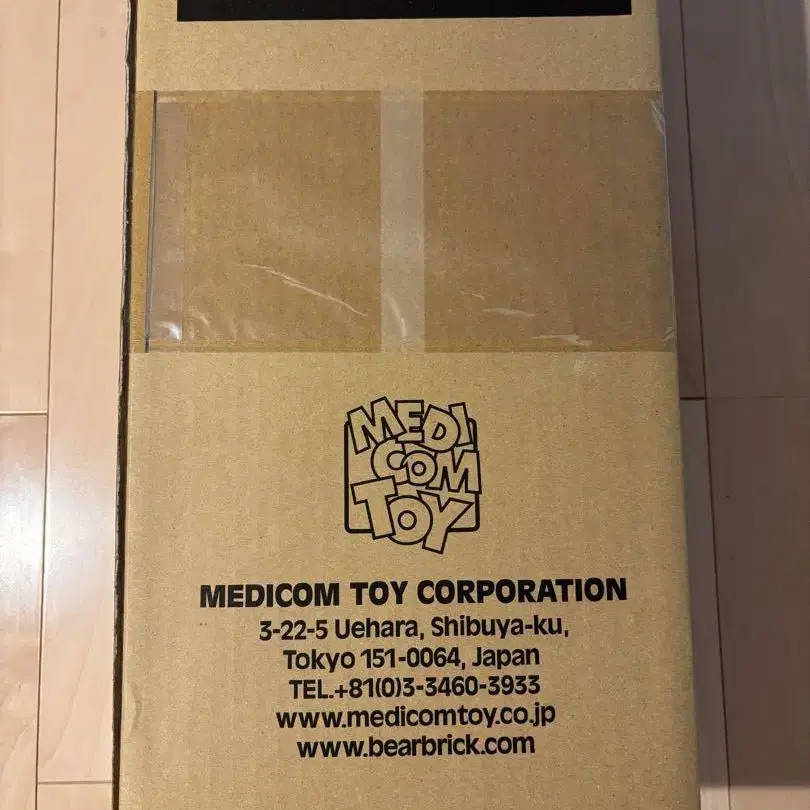 MEDI
COM
TOY
MEDICOM TOY CORPORATION
3-22-5 Uehara, Shibuya-ku,
Tokyo 151-0064, Japan
TEL.+81(0)3-3460-3933
www.medicomtoy.co.jp
www.bearbrick.com